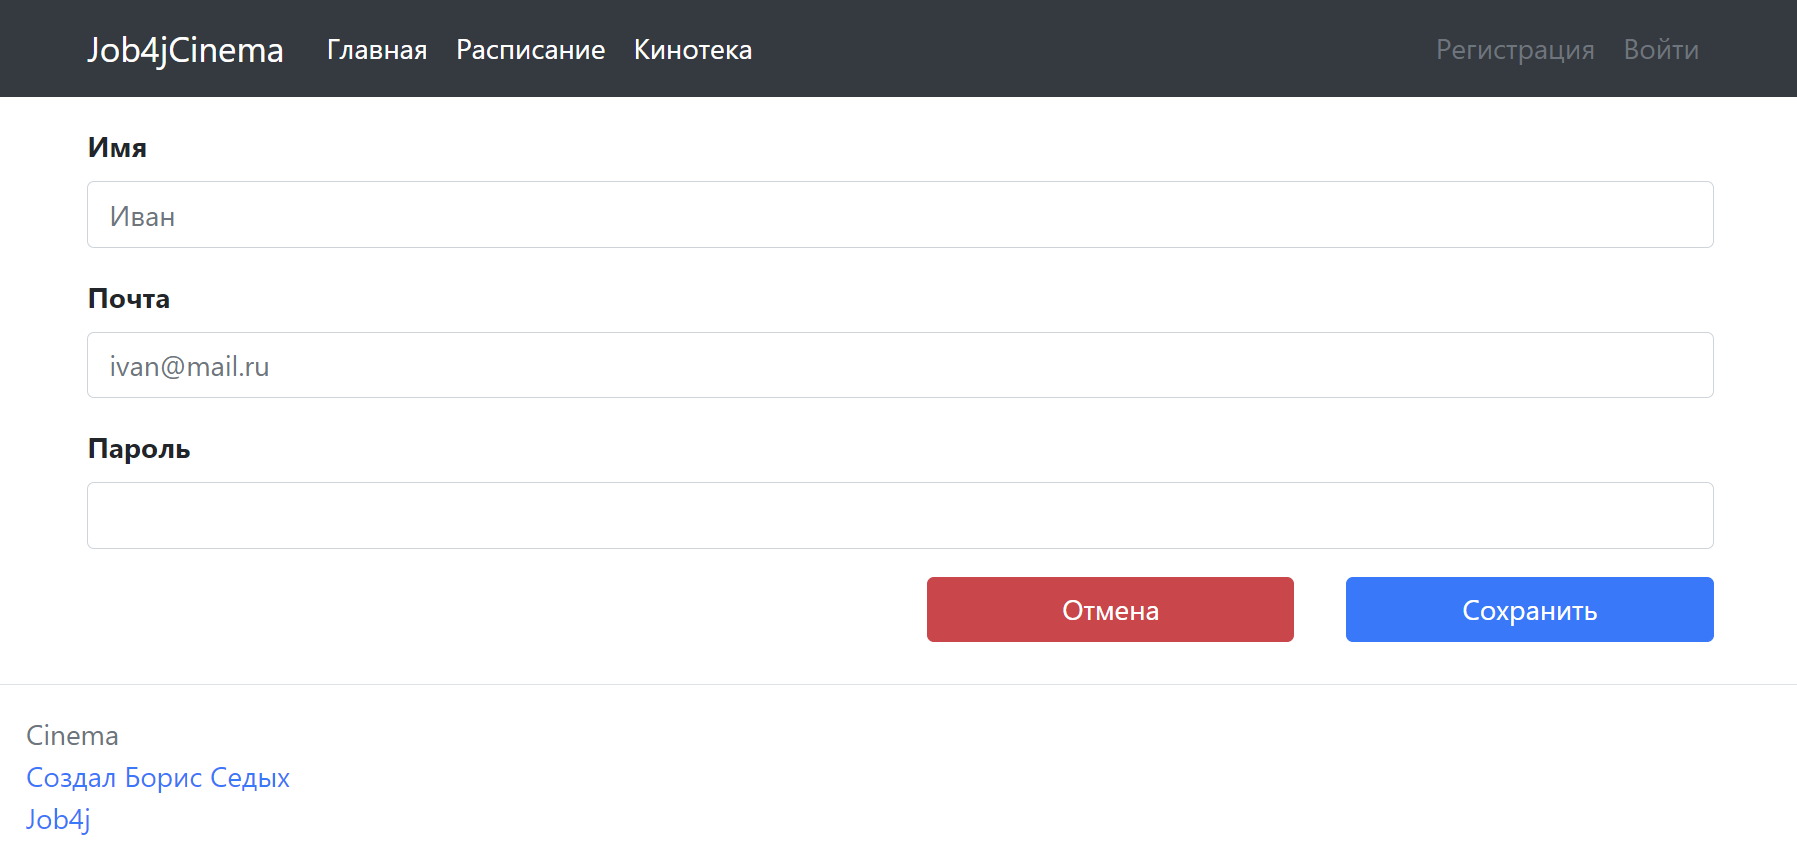 Job4jCinema Главная Расписание Кинотека Регистрация Войти
Имя
Иван
Почта
ivan@mail.ru
Пароль
Отмена Сохранить
Cinema
Создал Борис Седых
Job4j